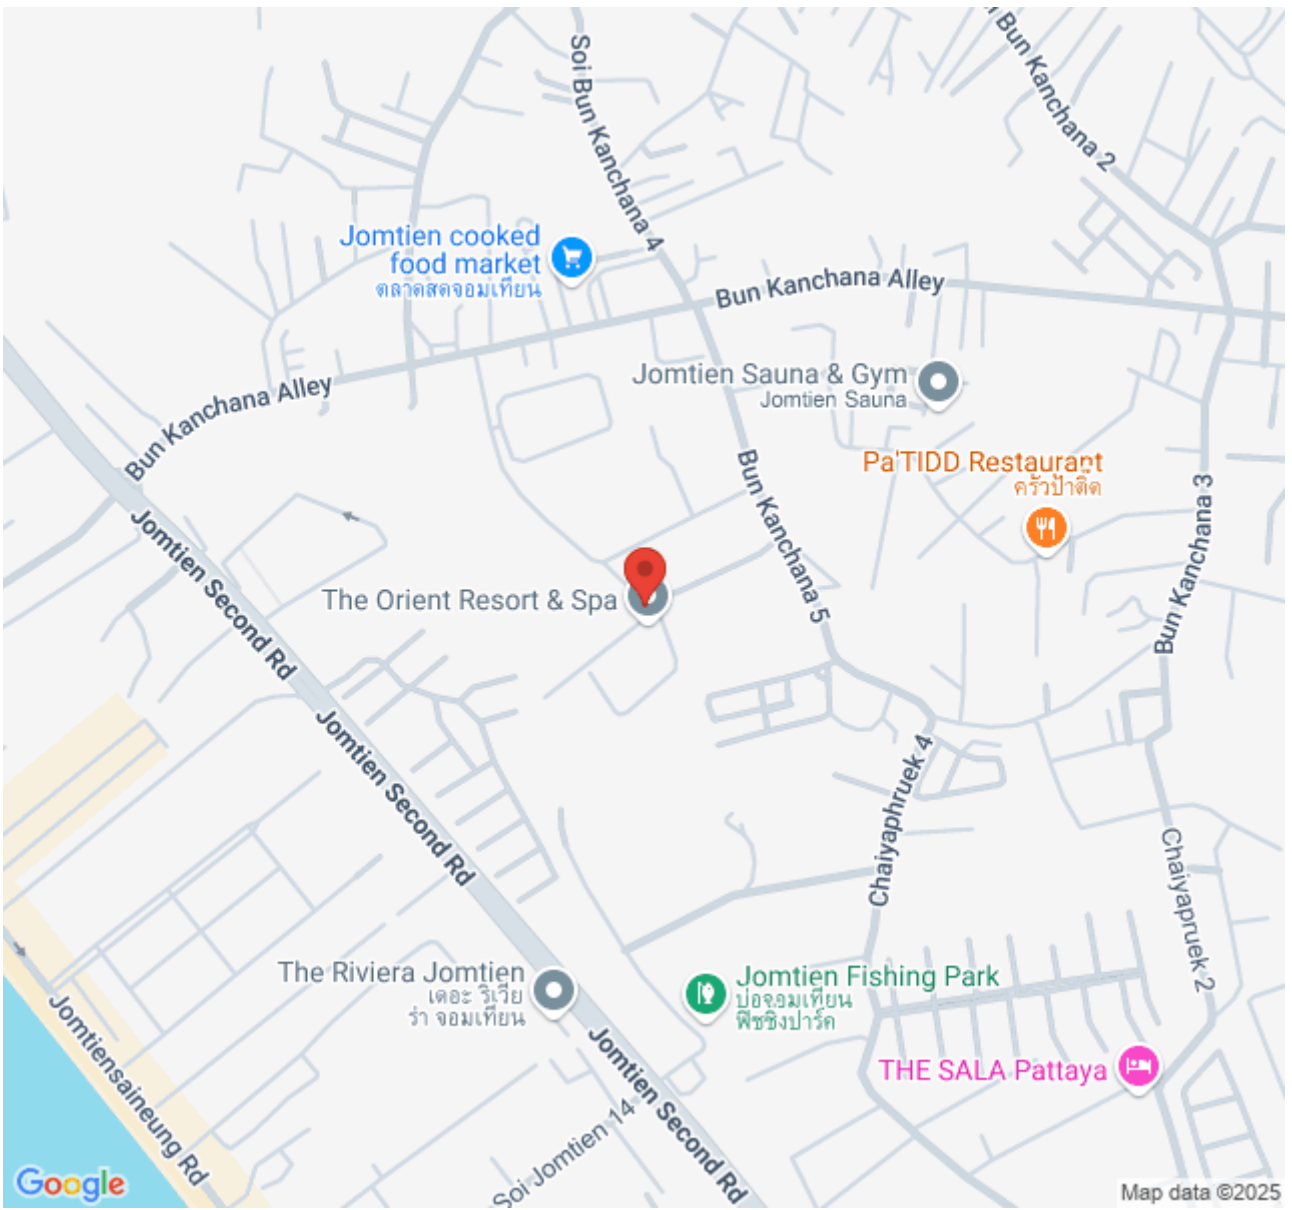 Soi Bun Kanchana 4
Bun Kanchana 2
Jomtien cooked
food market
ตลาดสดจอมเทียน
Bun Kanchana Alley
Jomtien Sauna & Gym
Jomtien Sauna
Bun Kanchana Alley
Pa'TIDD Restaurant
ครัวป้าติ๊ด
Bun Kanchana 5
Bun Kanchana 3
Jomtien Second Rd
The Orient Resort & Spa
Jomtien Second Rd
Chaiyaphruek 4
Chaiyapruek 2
The Riviera Jomtien
เดอะ ริเวีย
ร่า จอมเทียน
Jomtien Fishing Park
บ่อจอมเทียน
ฟิชชิงปาร์ค
Jomtiensaineung Rd
THE SALA Pattaya
Jomtien Second Rd
Soi Jomtien 14
Google
Map data ©2025